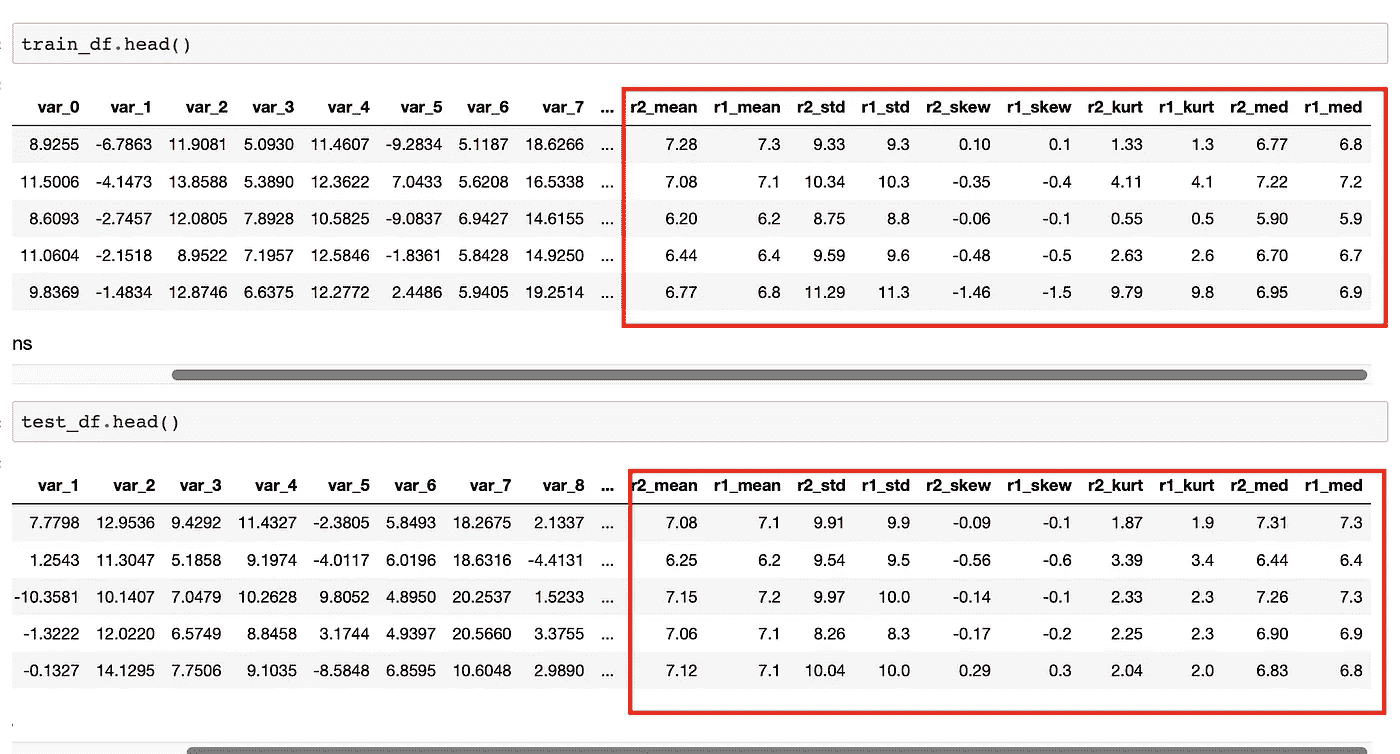 train_df.head()
var_0 var_1 var_2 var_3 var_4 var_5 var_6 var_7 ... r2_mean r1_mean r2_std r1_std r2_skew r1_skew r2_kurt r1_kurt r2_med r1_med
8.9255 -6.7863 11.9081 5.0930 11.4607 -9.2834 5.1187 18.6266 ... 7.28 7.3 9.33 9.3 0.10 0.1 1.33 1.3 6.77 6.8
11.5006 -4.1473 13.8588 5.3890 12.3622 7.0433 5.6208 16.5338 ... 7.08 7.1 10.34 10.3 -0.35 -0.4 4.11 4.1 7.22 7.2
8.6093 -2.7457 12.0805 7.8928 10.5825 -9.0837 6.9427 14.6155 ... 6.20 6.2 8.75 8.8 -0.06 -0.1 0.55 0.5 5.90 5.9
11.0604 -2.1518 8.9522 7.1957 12.5846 -1.8361 5.8428 14.9250 ... 6.44 6.4 9.59 9.6 -0.48 -0.5 2.63 2.6 6.70 6.7
9.8369 -1.4834 12.8746 6.6375 12.2772 2.4486 5.9405 19.2514 ... 6.77 6.8 11.29 11.3 -1.46 -1.5 9.79 9.8 6.95 6.9
ns
test_df.head()
var_1 var_2 var_3 var_4 var_5 var_6 var_7 var_8 ... r2_mean r1_mean r2_std r1_std r2_skew r1_skew r2_kurt r1_kurt r2_med r1_med
7.7798 12.9536 9.4292 11.4327 -2.3805 5.8493 18.2675 2.1337 ... 7.08 7.1 9.91 9.9 -0.09 -0.1 1.87 1.9 7.31 7.3
1.2543 11.3047 5.1858 9.1974 -4.0117 6.0196 18.6316 -4.4131 ... 6.25 6.2 9.54 9.5 -0.56 -0.6 3.39 3.4 6.44 6.4
-10.3581 10.1407 7.0479 10.2628 9.8052 4.8950 20.2537 1.5233 ... 7.15 7.2 9.97 10.0 -0.14 -0.1 2.33 2.3 7.26 7.3
-1.3222 12.0220 6.5749 8.8458 3.1744 4.9397 20.5660 3.3755 ... 7.06 7.1 8.26 8.3 -0.17 -0.2 2.25 2.3 6.90 6.9
-0.1327 14.1295 7.7506 9.1035 -8.5848 6.8595 10.6048 2.9890 ... 7.12 7.1 10.04 10.0 0.29 0.3 2.04 2.0 6.83 6.8